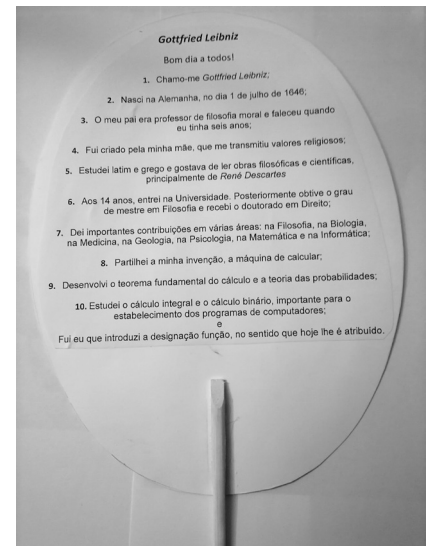 Gottfried Leibniz
Bom dia a todos!
1. Chamo-me Gottfried Leibniz;
2. Nasci na Alemanha, no dia 1 de julho de 1646;
3. O meu pai era professor de filosofia moral e faleceu quando
eu tinha seis anos;
4. Fui criado pela minha mãe, que me transmitiu valores religiosos;
5. Estudei latim e grego e gostava de ler obras filosóficas e científicas,
principalmente de René Descartes
6. Aos 14 anos, entrei na Universidade. Posteriormente obtive o grau
de mestre em Filosofia e recebi o doutorado em Direito;
7. Dei importantes contribuições em várias áreas: na Filosofia, na Biologia,
na Medicina, na Geologia, na Psicologia, na Matemática e na Informática;
8. Partilhei a minha invenção, a máquina de calcular;
9. Desenvolvi o teorema fundamental do cálculo e a teoria das probabilidades;
10. Estudei o cálculo integral e o cálculo binário, importante para o
estabelecimento dos programas de computadores;
e
Fui eu que introduzi a designação função, no sentido que hoje lhe é atribuído.